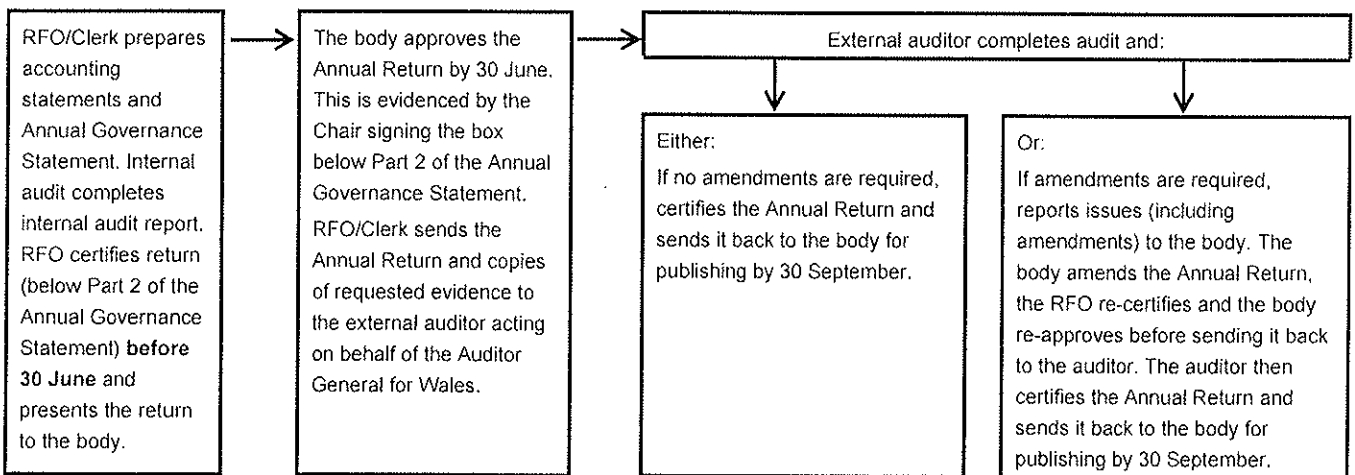 RFO/Clerk prepares
accounting
statements and
Annual Governance
Statement. Internal
audit completes
internal audit report.
RFO certifies return
(below Part 2 of the
Annual Governance
Statement) before
30 June and
presents the return
to the body.
The body approves the
Annual Return by 30 June.
This is evidenced by the
Chair signing the box
below Part 2 of the Annual
Governance Statement.
RFO/Clerk sends the
Annual Return and copies
of requested evidence to
the external auditor acting
on behalf of the Auditor
General for Wales.
External auditor completes audit and:
Either:
If no amendments are required,
certifies the Annual Return and
sends it back to the body for
publishing by 30 September.
Or:
If amendments are required,
reports issues (including
amendments) to the body. The
body amends the Annual Return,
the RFO re-certifies and the body
re-approves before sending it back
to the auditor. The auditor then
certifies the Annual Return and
sends it back to the body for
publishing by 30 September.